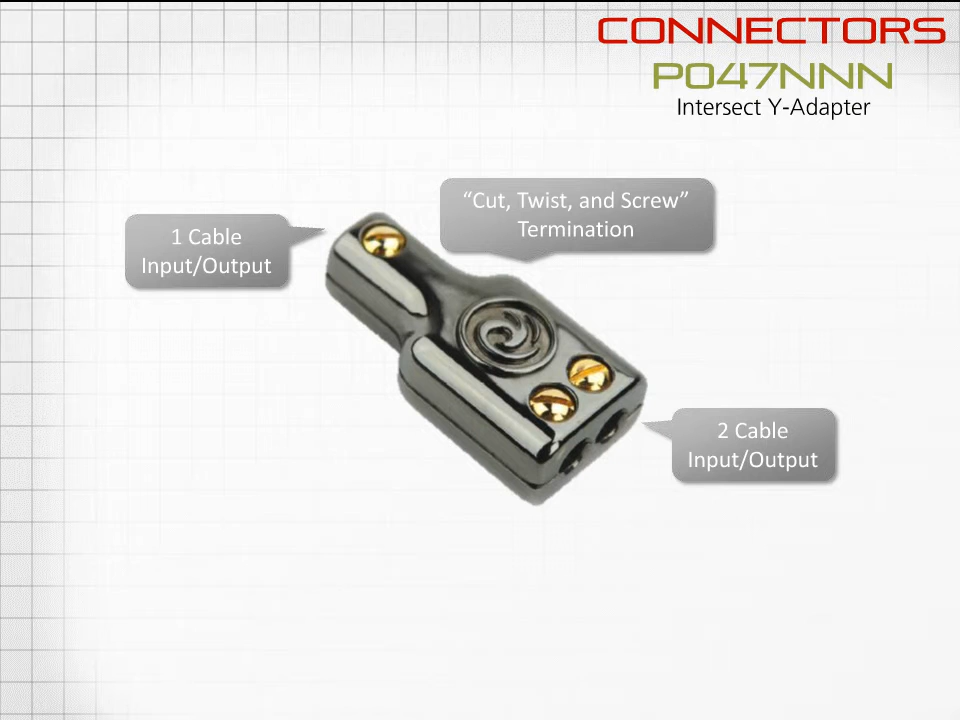 CONNECTORS
P047NNN
Intersect Y-Adapter
“Cut, Twist, and Screw”
Termination
1 Cable
Input/Output
2 Cable
Input/Output